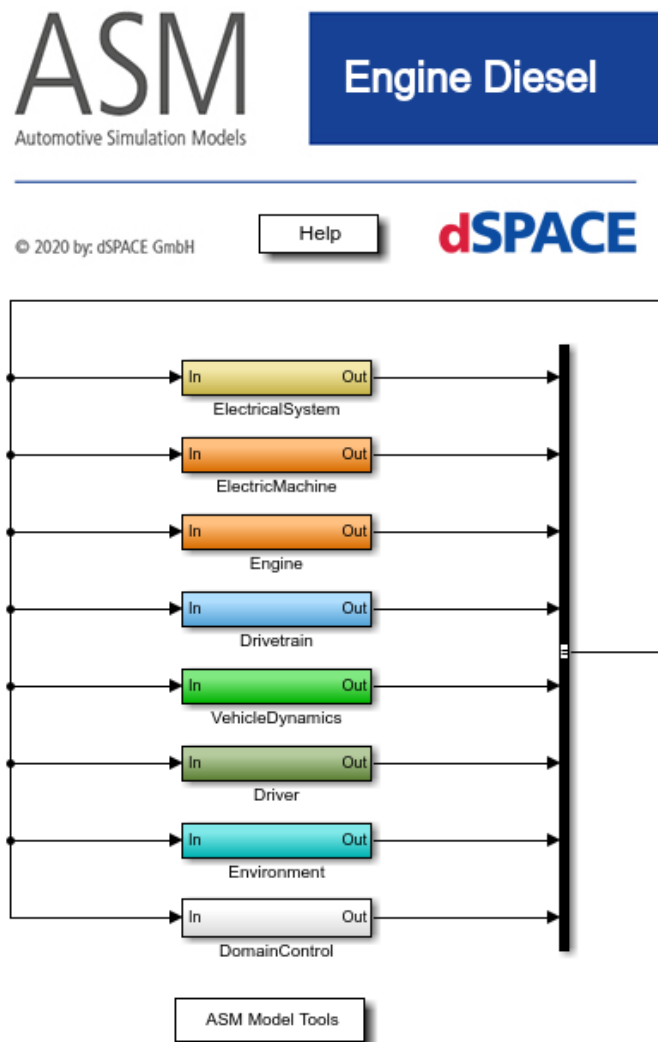 ASM
Automotive Simulation Models
Engine Diesel
© 2020 by: dSPACE GmbH
Help
dSPACE
In Out
ElectricalSystem
In Out
ElectricMachine
In Out
Engine
In Out
Drivetrain
In Out
VehicleDynamics
In Out
Driver
In Out
Environment
In Out
DomainControl
ASM Model Tools